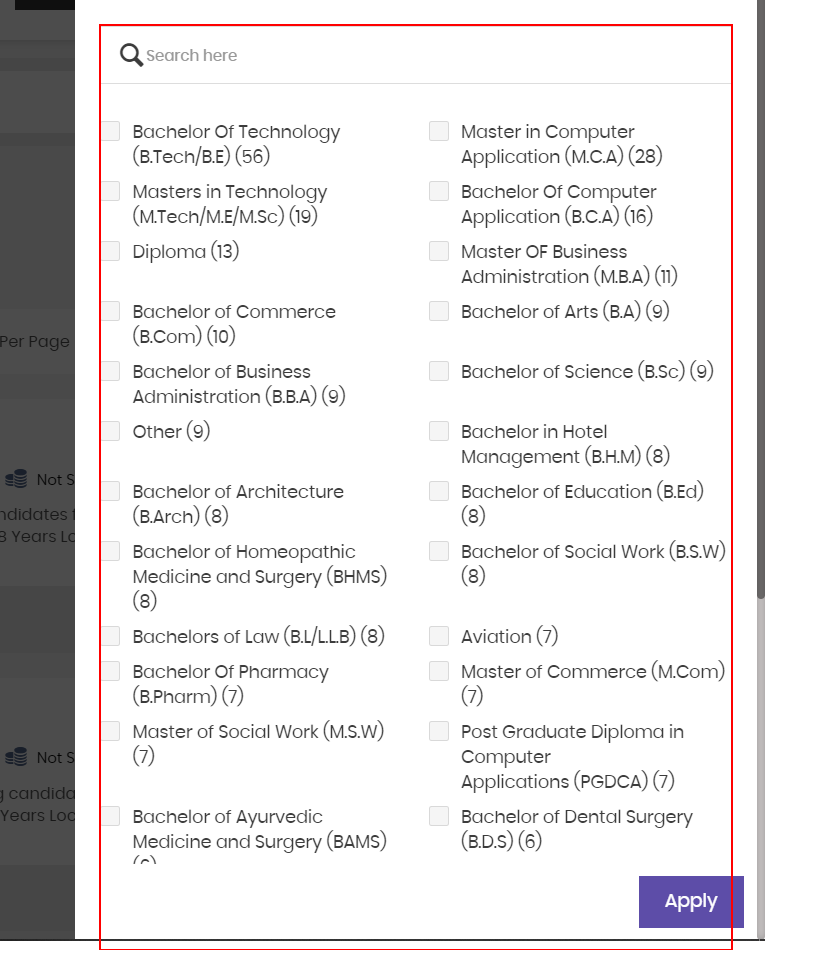 Search here
Bachelor Of Technology
(B.Tech/B.E) (56)
Master in Computer
Application (M.C.A) (28)
Masters in Technology
(M.Tech/M.E/M.Sc) (19)
Bachelor Of Computer
Application (B.C.A) (16)
Diploma (13)
Master OF Business
Administration (M.B.A) (11)
Bachelor of Commerce
(B.Com) (10)
Bachelor of Arts (B.A) (9)
Bachelor of Business
Administration (B.B.A) (9)
Bachelor of Science (B.Sc) (9)
Other (9)
Bachelor in Hotel
Management (B.H.M) (8)
Bachelor of Architecture
(B.Arch) (8)
Bachelor of Education (B.Ed)
(8)
Bachelor of Homeopathic
Medicine and Surgery (BHMS)
(8)
Bachelor of Social Work (B.S.W)
(8)
Bachelors of Law (B.L/L.L.B) (8)
Aviation (7)
Bachelor Of Pharmacy
(B.Pharm) (7)
Master of Commerce (M.Com)
(7)
Master of Social Work (M.S.W)
(7)
Post Graduate Diploma in
Computer
Applications (PGDCA) (7)
Bachelor of Ayurvedic
Medicine and Surgery (BAMS)
Bachelor of Dental Surgery
(B.D.S) (6)
Apply
Per Page
Not S
8 Years Lo
Not S
g candida
Years Loc